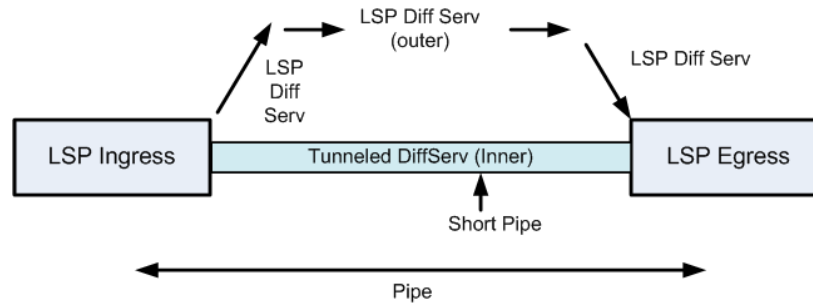 LSP Diff Serv
(outer)
LSP
Diff
Serv
LSP Diff Serv
LSP Ingress
Tunneled DiffServ (Inner)
LSP Egress
Short Pipe
Pipe